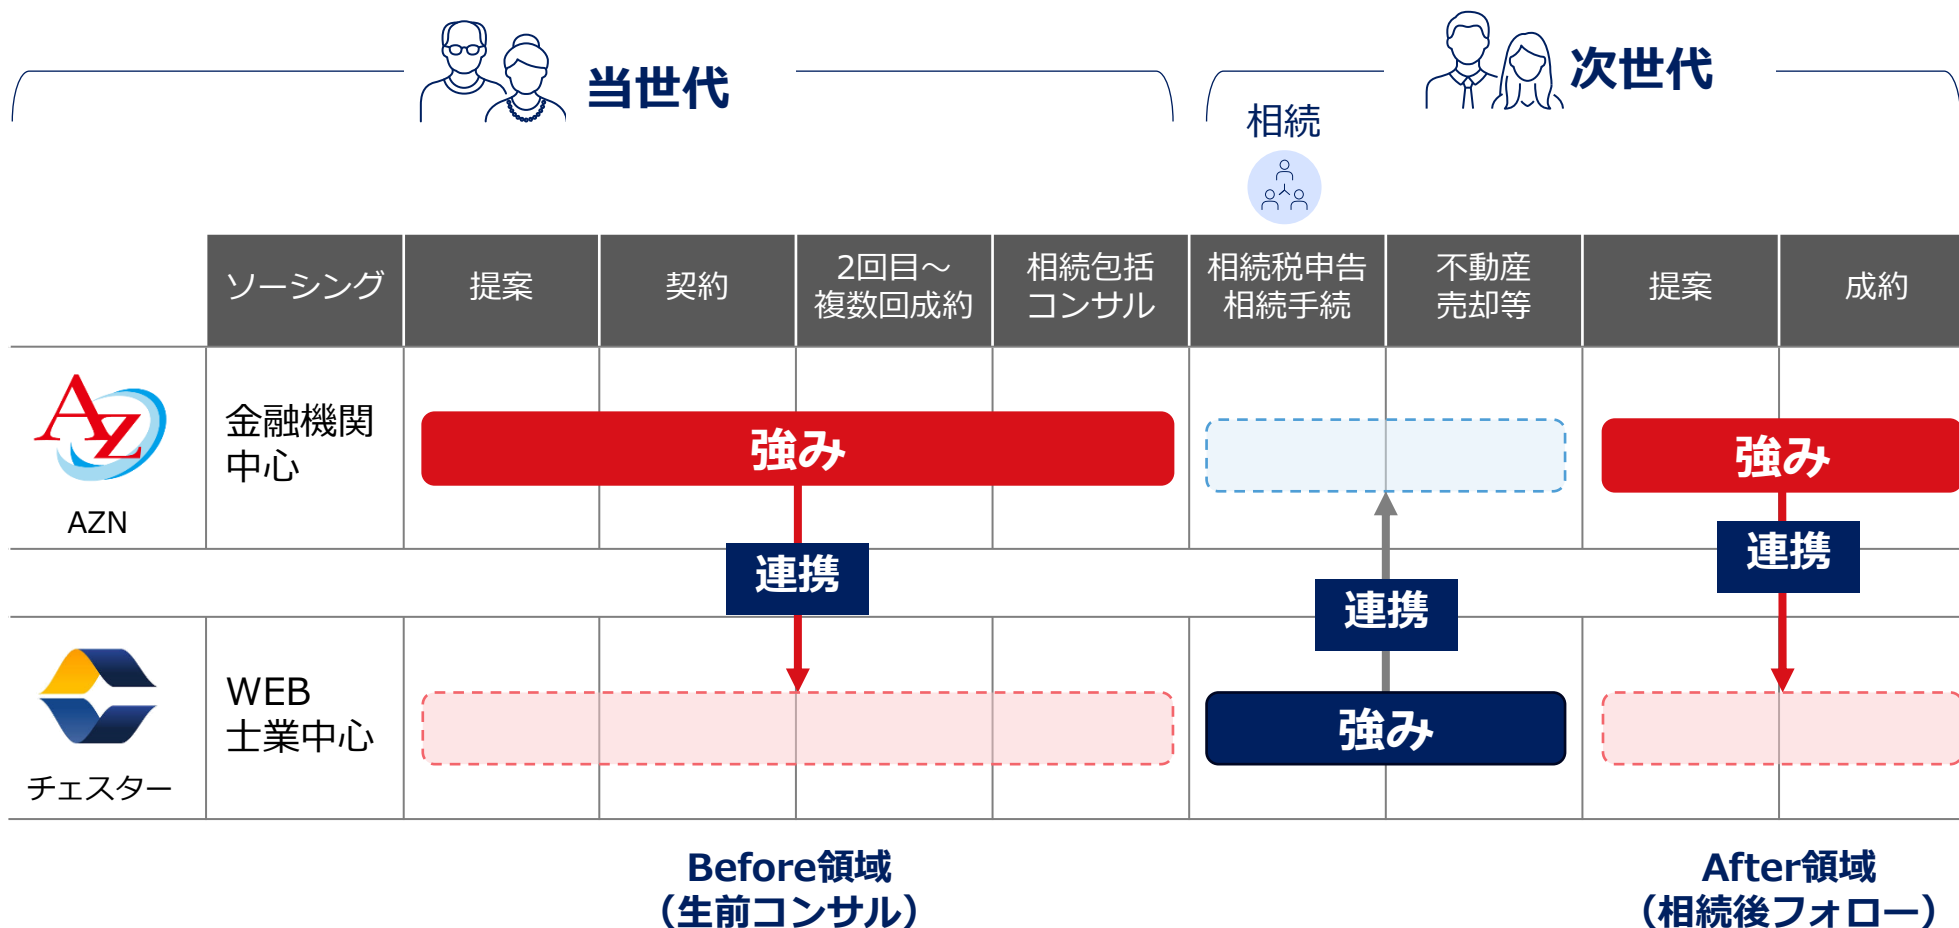 当世代
次世代
相続
ソーシング
提案
契約
2回目～
複数回成約
相続包括
コンサル
相続税申告
相続手続
不動産
売却等
提案
成約
AZ
AZN
金融機関
中心
強み
強み
連携
連携
連携
チェスター
WEB
士業中心
強み
Before領域
（生前コンサル）
After領域
（相続後フォロー）